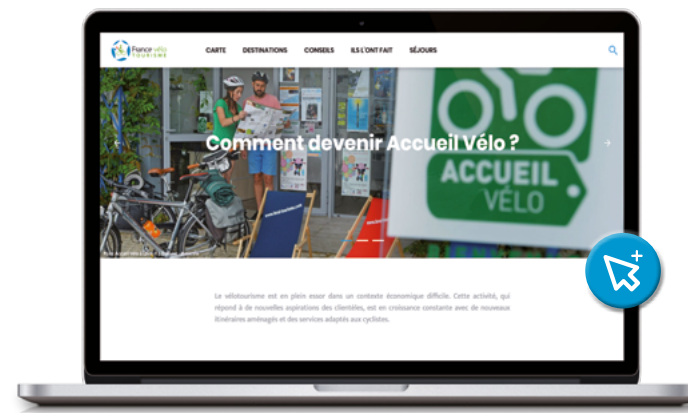 France vélo
TOURISME
CARTE DESTINATIONS CONSEILS ILS L'ONT FAIT SÉJOURS
Comment devenir Accueil Vélo ?
ACCUEIL
VÉLO
Le vélotourisme est en plein essor dans un contexte économique difficile. Cette activité, qui
répond à de nouvelles aspirations des clientèles, est en croissance constante avec de nouveaux
itinéraires aménagés et des services adaptés aux cyclistes.